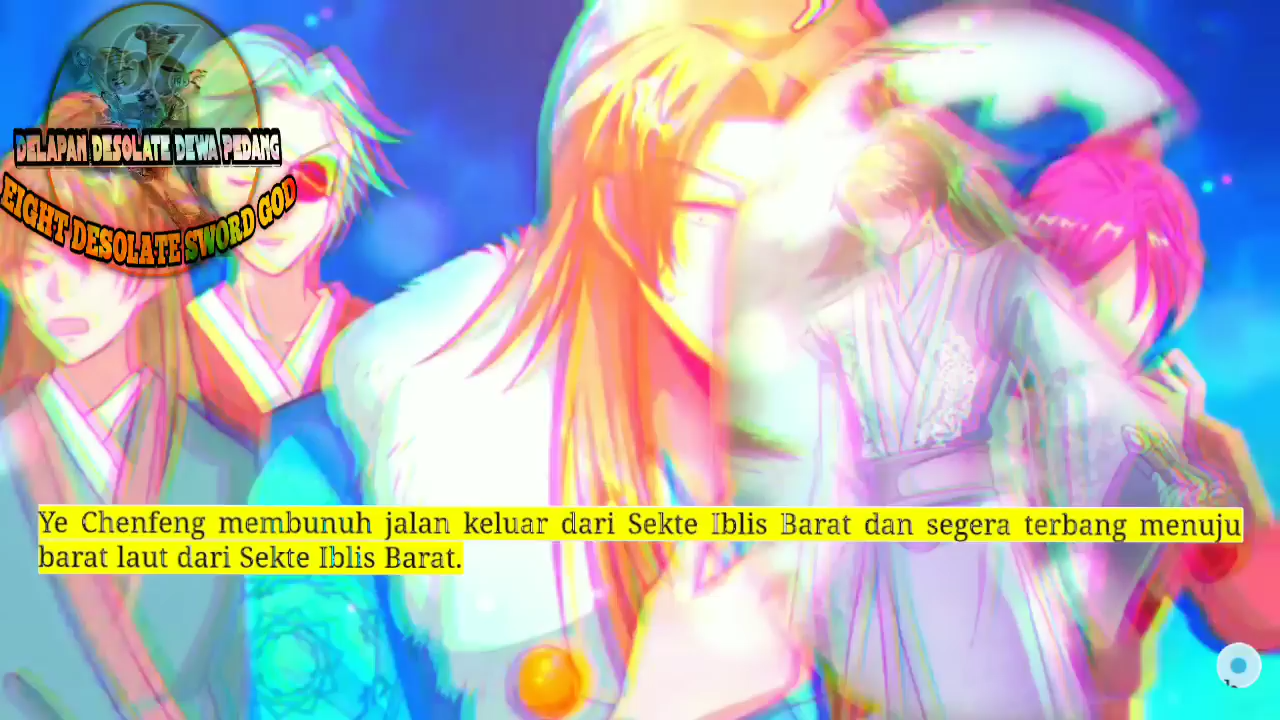 DELAPAN DESOLATE DEWA PEDANG
EIGHT DESOLATE SWORD GOD
Ye Chenfeng membunuh jalan keluar dari Sekte Iblis Barat dan segera terbang menuju
barat laut dari Sekte Iblis Barat.